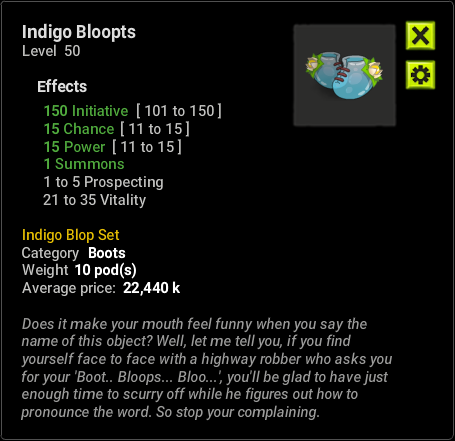 Indigo Bloopts
Level 50
Effects
150 Initiative [ 101 to 150 ]
15 Chance [ 11 to 15 ]
15 Power [ 11 to 15 ]
1 Summons
1 to 5 Prospecting
21 to 35 Vitality
Indigo Blop Set
Category Boots
Weight 10 pod(s)
Average price: 22,440 k
Does it make your mouth feel funny when you say the
name of this object? Well, let me tell you, if you find
yourself face to face with a highway robber who asks you
for your 'Boot.. Bloops... Bloo...', you'll be glad to have just
enough time to scurry off while he figures out how to
pronounce the word. So stop your complaining.